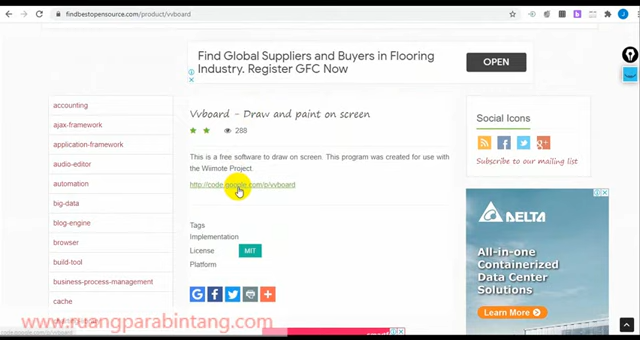 findbestopensource.com/product/vvboard
Find Global Suppliers and Buyers in Flooring
Industry. Register GFC Now
OPEN
accounting
ajax-framework
application-framework
audio-editor
automation
big-data
blog-engine
browser
build-tool
business-process-management
cache
Vvboard - Draw and paint on screen
288
This is a free software to draw on screen. This program was created for use with
the Wiimote Project
http://code.google.com/p/vvboard
Tags
Implementation
License MIT
Platform
Social Icons
Subscribe to our mailing list
DELTA
All-in-one
Containerized
Data Center
Solutions
Learn More
www.ruangparabintang.com
code.google.com/p/vvboard